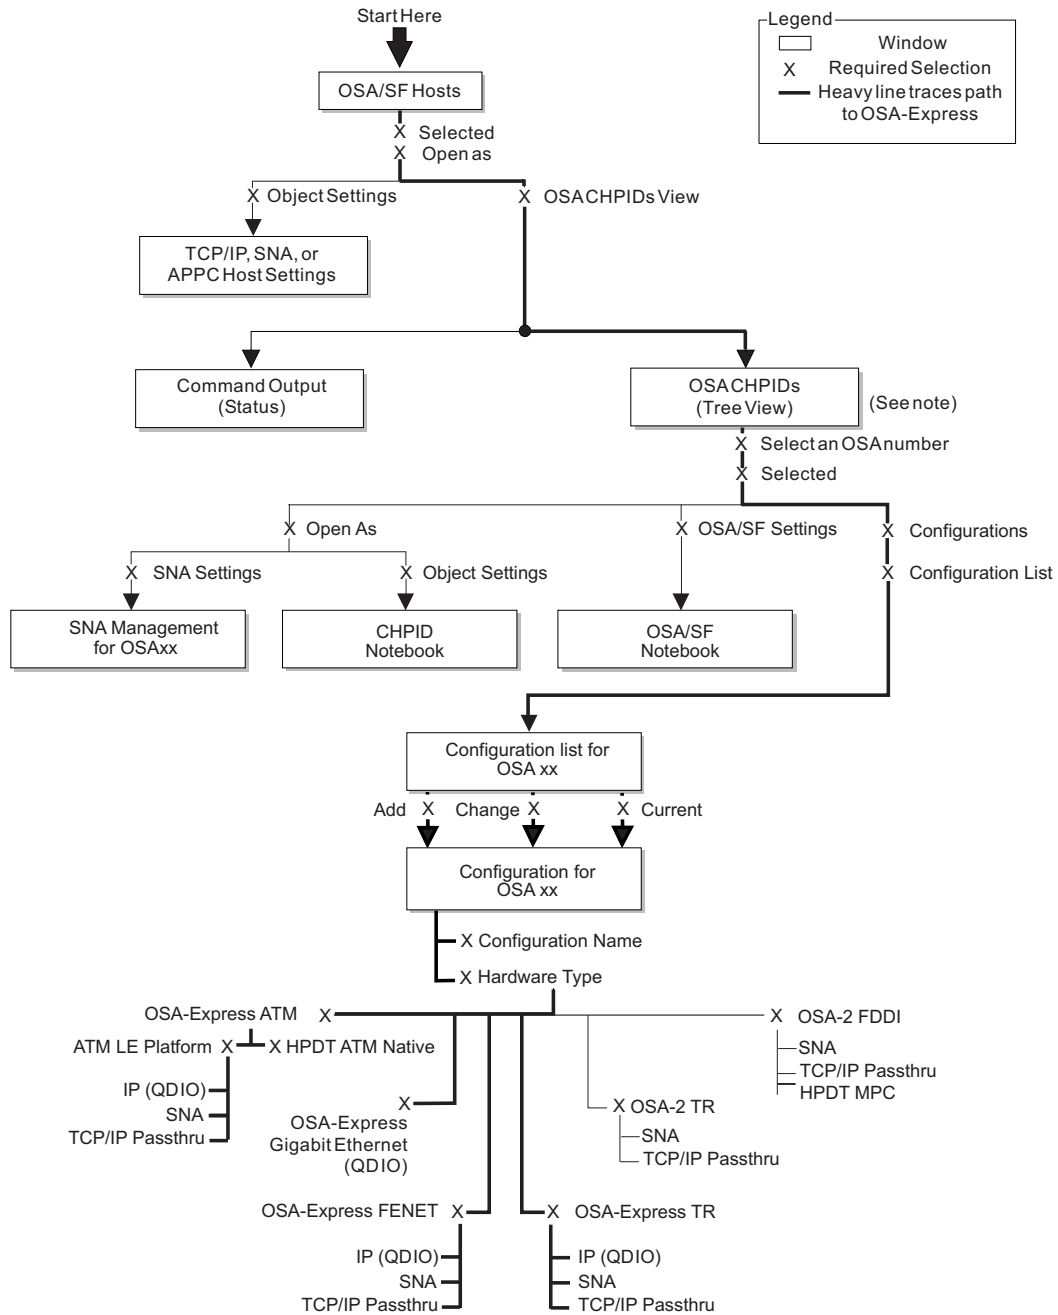 Start Here
Legend
Window
X Required Selection
Heavy line traces path
to OSA-Express
OSA/SF Hosts
X Selected
X Open as
X Object Settings
X OSA CHPIDs View
TCP/IP, SNA, or
APPC Host Settings
Command Output
(Status)
OSA CHPIDs
(Tree View)
(See note)
X Select an OSA number
X Selected
X Open As
X OSA/SF Settings
X Configurations
X SNA Settings
X Object Settings
X Configuration List
SNA Management
for OSAxx
CHPID
Notebook
OSA/SF
Notebook
Configuration list for
OSA xx
Add X Change X X Current
Configuration for
OSA xx
X Configuration Name
X Hardware Type
OSA-Express ATM X
X OSA-2 FDDI
ATM LE Platform X X HPDT ATM Native
SNA
TCP/IP Passthru
HPDT MPC
IP (QDIO)
SNA
TCP/IP Passthru
X
OSA-Express
Gigabit Ethernet
(QDIO)
X OSA-2 TR
SNA
TCP/IP Passthru
OSA-Express FENET X
X OSA-Express TR
IP (QDIO)
SNA
TCP/IP Passthru
IP (QDIO)
SNA
TCP/IP Passthru